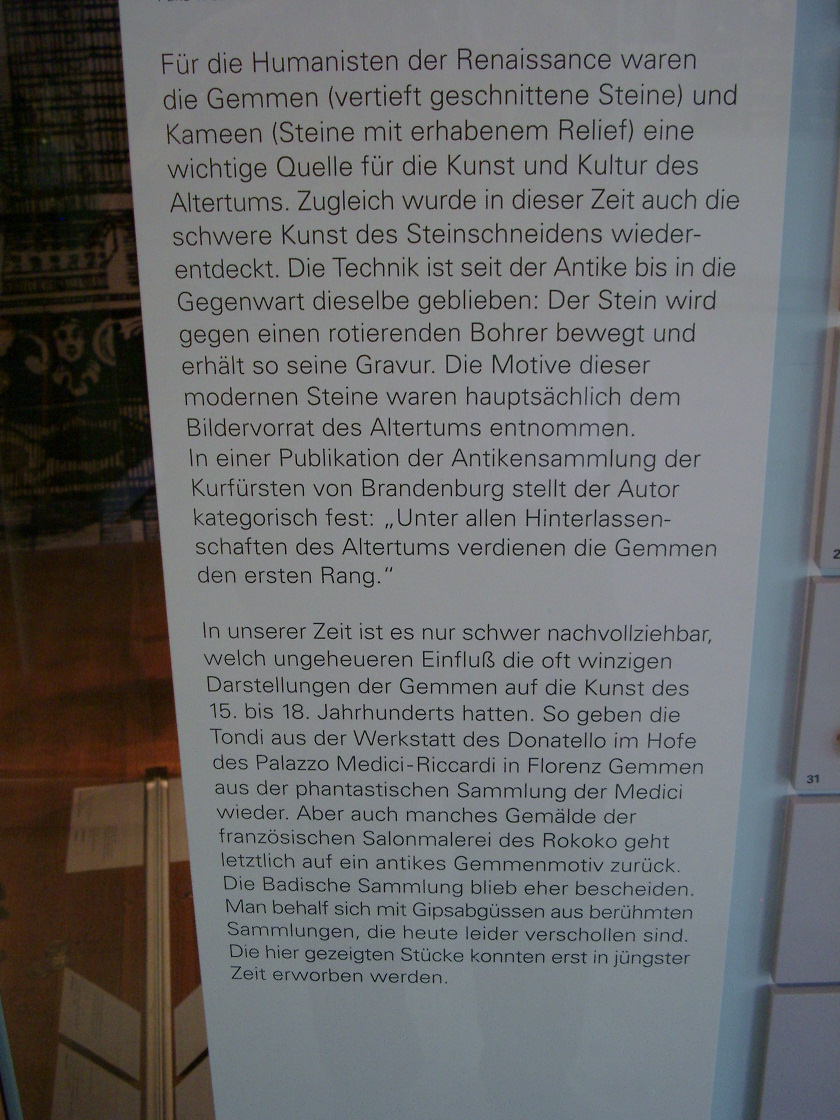 Für die Humanisten der Renaissance waren
die Gemmen (vertieft geschnittene Steine) und
Kameen (Steine mit erhabenem Relief) eine
wichtige Quelle für die Kunst und Kultur des
Altertums. Zugleich wurde in dieser Zeit auch die
schwere Kunst des Steinschneidens wieder-
entdeckt. Die Technik ist seit der Antike bis in die
Gegenwart dieselbe geblieben: Der Stein wird
gegen einen rotierenden Bohrer bewegt und
erhält so seine Gravur. Die Motive dieser
modernen Steine waren hauptsächlich dem
Bildervorrat des Altertums entnommen.
In einer Publikation der Antikensammlung der
Kurfürsten von Brandenburg stellt der Autor
kategorisch fest: „Unter allen Hinterlassen-
schaften des Altertums verdienen die Gemmen
den ersten Rang.“
In unserer Zeit ist es nur schwer nachvollziehbar,
welch ungeheueren Einfluß die oft winzigen
Darstellungen der Gemmen auf die Kunst des
15. bis 18. Jahrhunderts hatten. So geben die
Tondi aus der Werkstatt des Donatello im Hofe
des Palazzo Medici-Riccardi in Florenz Gemmen
aus der phantastischen Sammlung der Medici
wieder. Aber auch manches Gemälde der
französischen Salonmalerei des Rokoko geht
letztlich auf ein antikes Gemmenmotiv zurück.
Die Badische Sammlung blieb eher bescheiden.
Man behalf sich mit Gipsabgüssen aus berühmten
Sammlungen, die heute leider verschollen sind.
Die hier gezeigten Stücke konnten erst in jüngster
Zeit erworben werden.
31